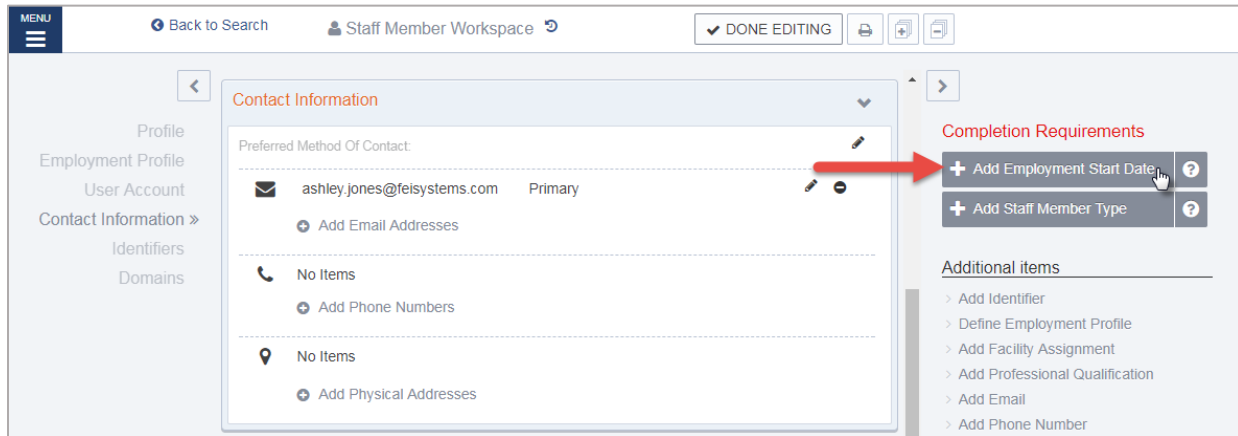 MENU
Back to Search
Staff Member Workspace
DONE EDITING
Profile
Employment Profile
User Account
Contact Information »
Identifiers
Domains
Contact Information
Preferred Method Of Contact:
ashley.jones@feisystems.com Primary
Add Email Addresses
No Items
Add Phone Numbers
No Items
Add Physical Addresses
Completion Requirements
+ Add Employment Start Date ?
+ Add Staff Member Type ?
Additional items
> Add Identifier
> Define Employment Profile
> Add Facility Assignment
> Add Professional Qualification
> Add Email
> Add Phone Number